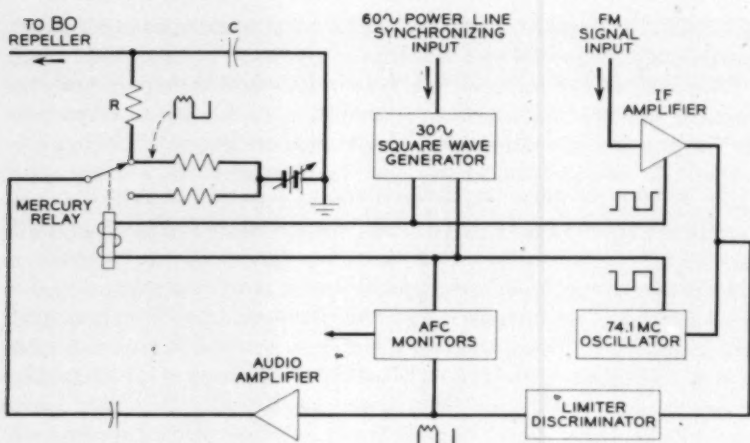 TO BO
REPELLER
C
R
MERCURY
RELAY
60~ POWER LINE
SYNCHRONIZING
INPUT
30~
SQUARE WAVE
GENERATOR
FM
SIGNAL
INPUT
IF
AMPLIFIER
AFC
MONITORS
74.1 MC
OSCILLATOR
AUDIO
AMPLIFIER
LIMITER
DISCRIMINATOR